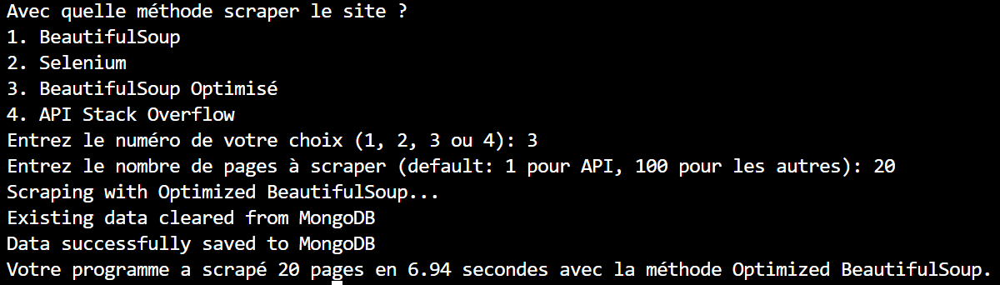 Avec quelle méthode scraper le site ?
1. BeautifulSoup
2. Selenium
3. BeautifulSoup Optimisé
4. API Stack Overflow
Entrez le numéro de votre choix (1, 2, 3 ou 4): 3
Entrez le nombre de pages à scraper (default: 1 pour API, 100 pour les autres): 20
Scraping with Optimized BeautifulSoup...
Existing data cleared from MongoDB
Data successfully saved to MongoDB
Votre programme a scrapé 20 pages en 6.94 secondes avec la méthode Optimized BeautifulSoup.